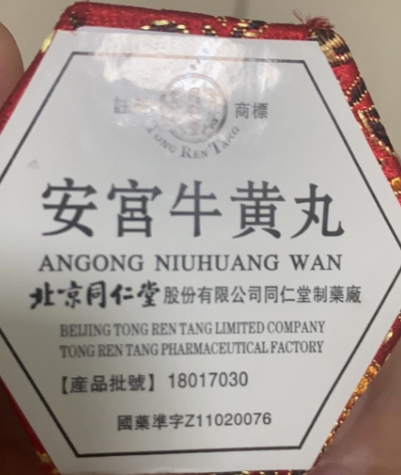 商標
TONG REN TANG
安宮牛黄丸
ANGONG NIUHUANG WAN
北京同仁堂股份有限公司同仁堂制藥廠
BEIJING TONG REN TANG LIMITED COMPANY
TONG REN TANG PHARMACEUTICAL FACTORY
【産品批號】18017030
國藥準字Z11020076